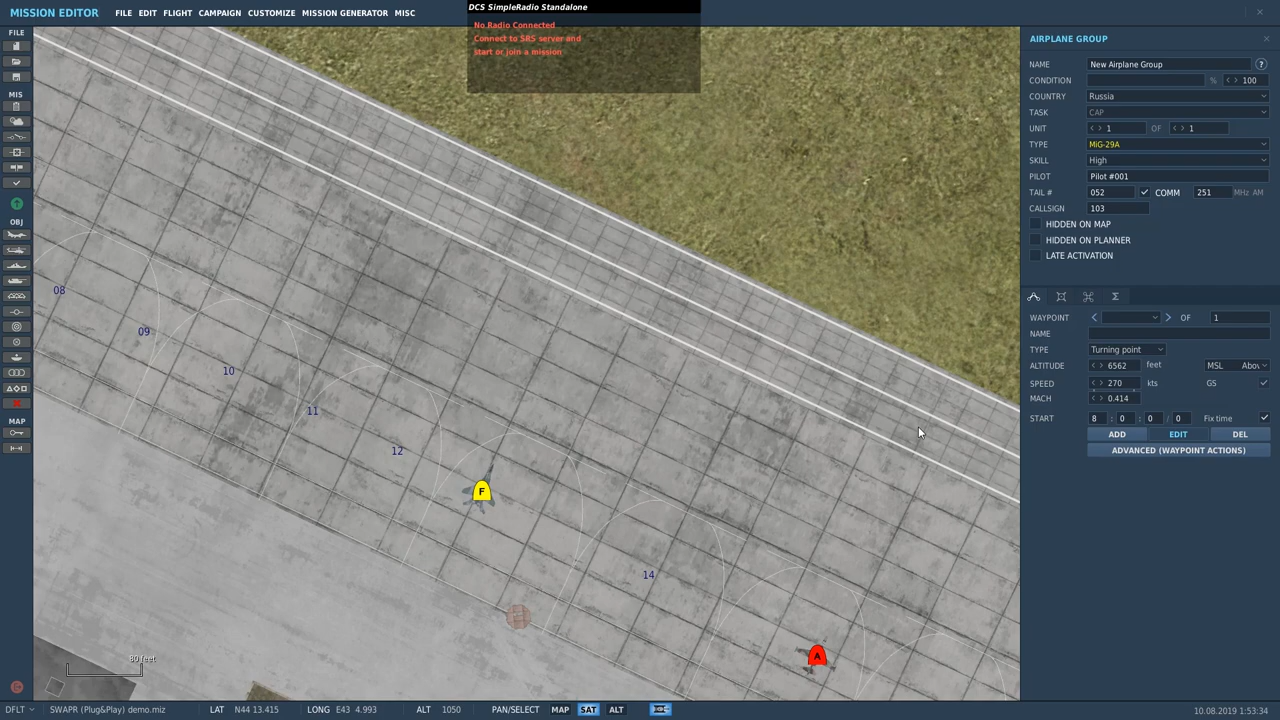 MISSION EDITOR FILE EDIT FLIGHT CAMPAIGN CUSTOMIZE MISSION GENERATOR MISC
DCS SimpleRadio Standalone
No Radio Connected
Connect to SRS server and
start or join a mission
FILE
MIS
OBJ
MAP
08
09
10
11
12
F
14
A
80 feet
AIRPLANE GROUP
NAME New Airplane Group ?
CONDITION % < > 100
COUNTRY Russia
TASK CAP
UNIT < > 1 OF < > 1
TYPE MiG-29A
SKILL High
PILOT Pilot #001
TAIL # 052 COMM 251 MHz AM
CALLSIGN 103
HIDDEN ON MAP
HIDDEN ON PLANNER
LATE ACTIVATION
WAYPOINT OF 1
NAME
TYPE Turning point
ALTITUDE < > 6562 feet MSL Abov
SPEED < > 270 kts GS
MACH < > 0.414
START 8 : 0 : 0 / 0 Fix time
ADD EDIT DEL
ADVANCED (WAYPOINT ACTIONS)
DFLT SWAPR (Plug&Play) demo.miz LAT N44 13.415 LONG E43 4.993 ALT 1050 PAN/SELECT MAP SAT ALT 10.08.2019 1:53:34